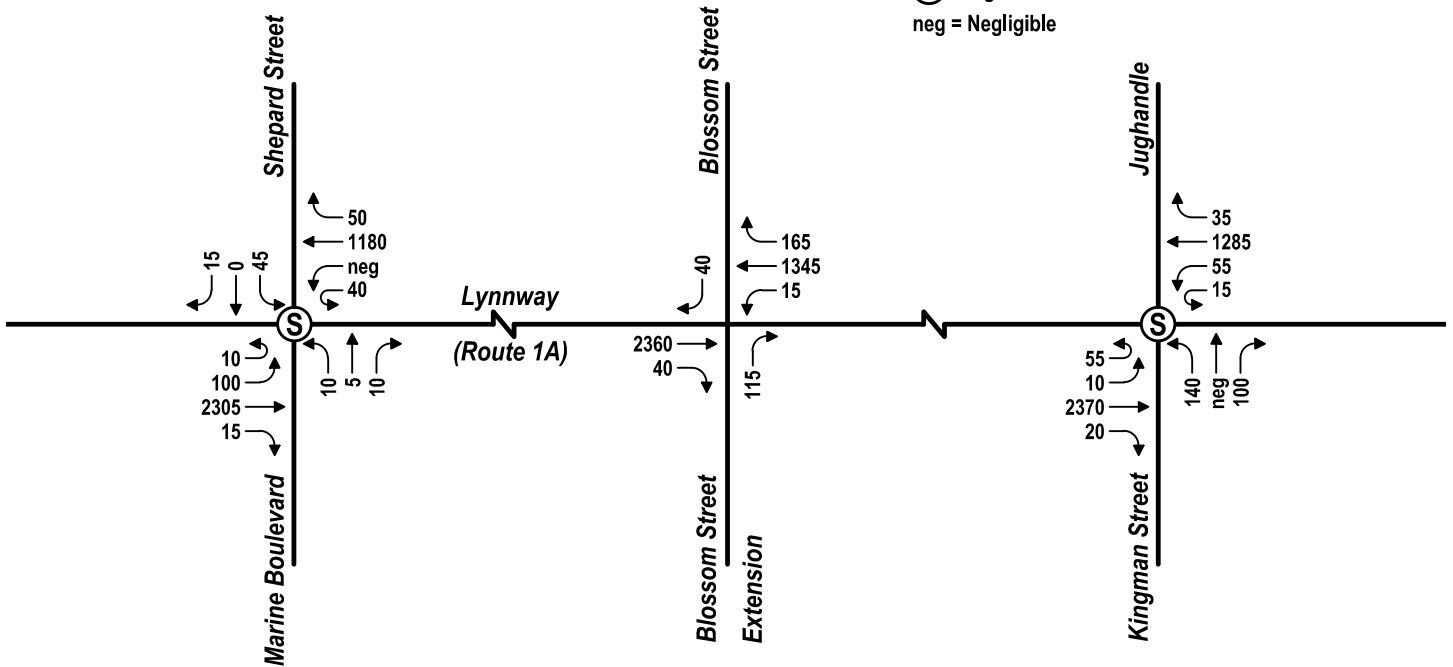 neg = Negligible
Shepard Street
Blossom Street
Jughandle
50
1180
neg
40
15
0
45
165
1345
15
40
35
1285
55
15
Lynnway
(Route 1A)
S
S
10
100
2305
15
10
5
10
2360
40
115
55
10
2370
20
140
neg
100
Marine Boulevard
Blossom Street
Extension
Kingman Street